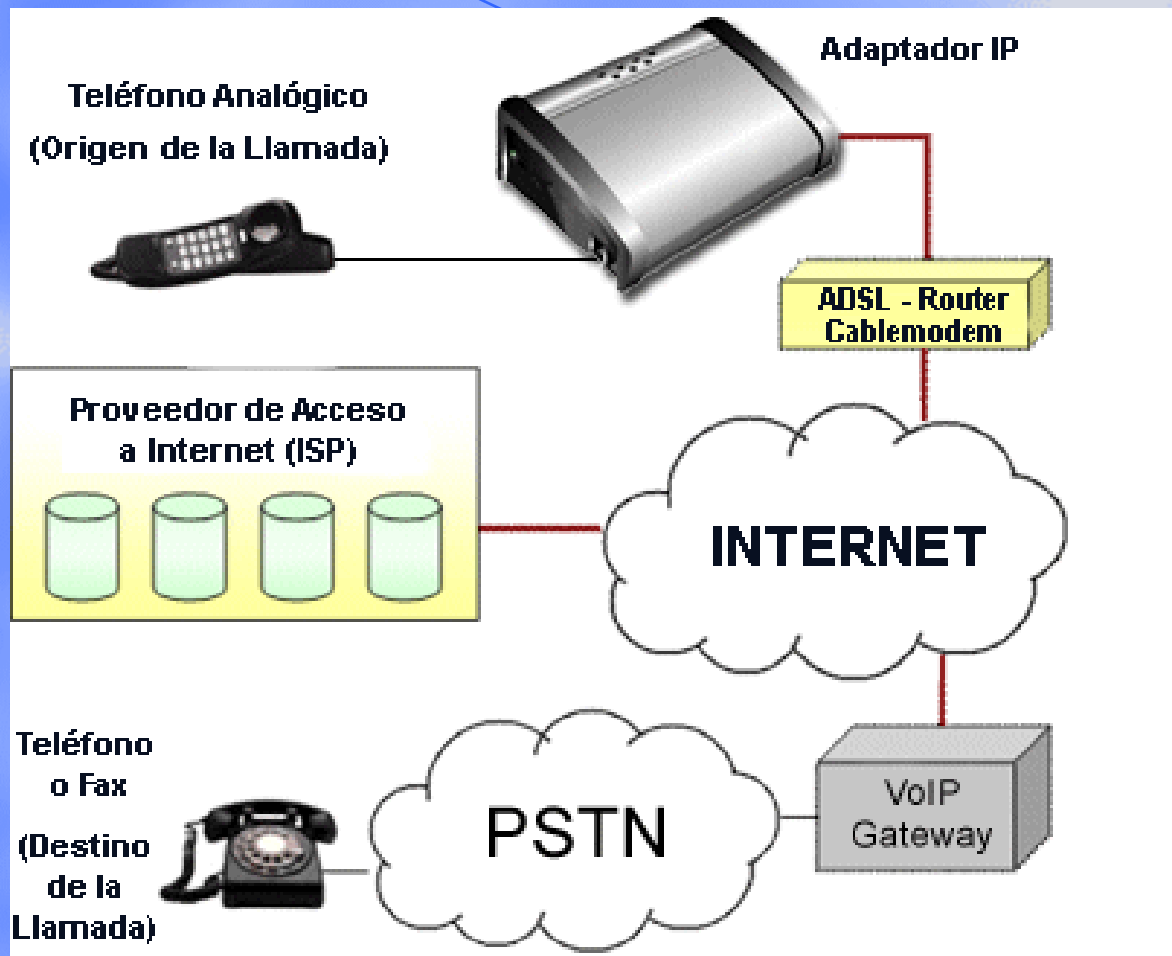 Adaptador IP
Teléfono Analógico
(Origen de la Llamada)
ADSL - Router
Cablemodem
Proveedor de Acceso
a Internet (ISP)
INTERNET
Teléfono
o Fax
(Destino
de la
Llamada)
PSTN
VoIP
Gateway